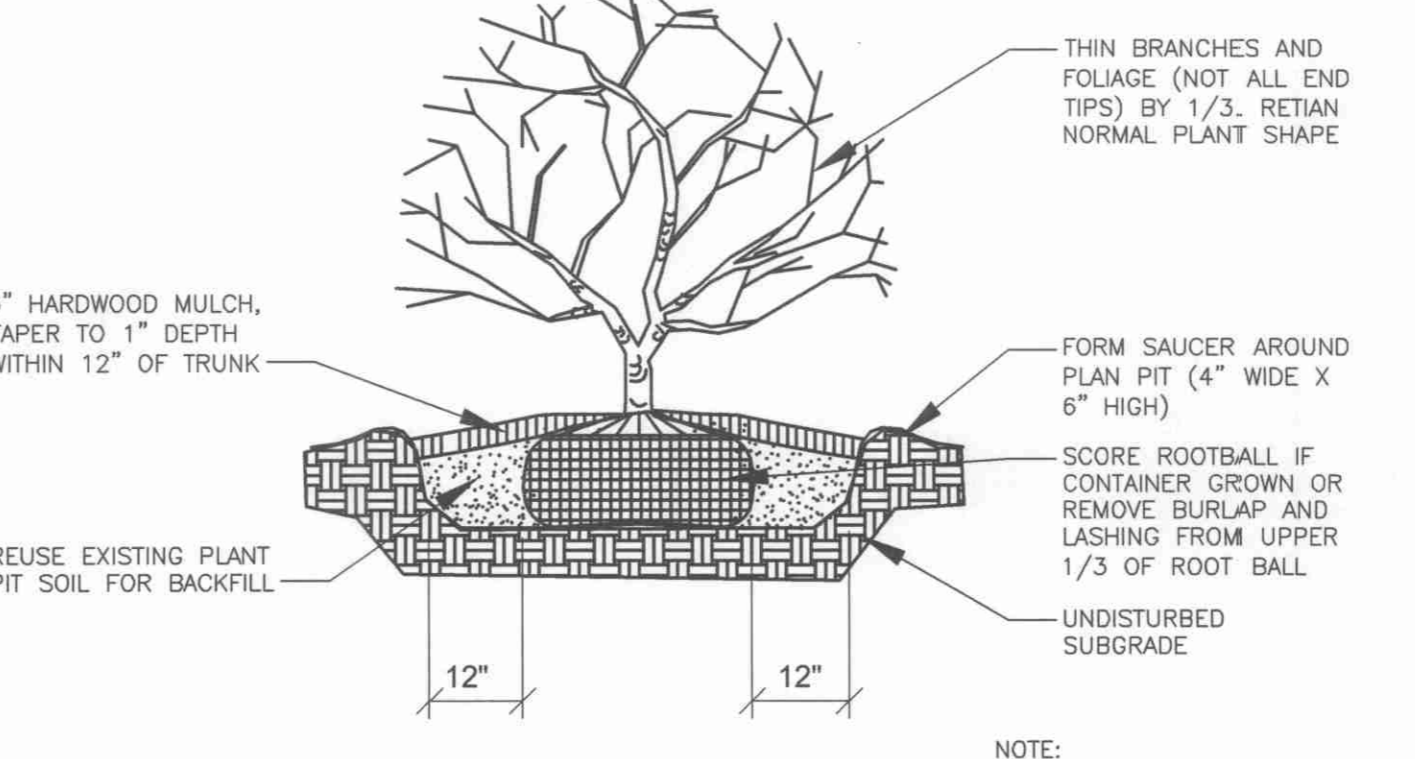 THIN BRANCHES AND
FOLIAGE (NOT ALL END
TIPS) BY 1/3. RETIAN
NORMAL PLANT SHAPE
" HARDWOOD MULCH,
TAPER TO 1" DEPTH
WITHIN 12" OF TRUNK
FORM SAUCER AROUND
PLAN PIT (4" WIDE X
6" HIGH)
SCORE ROOTBALL IF
CONTAINER GROWN OR
REMOVE BURLAP AND
LASHING FROM UPPER
1/3 OF ROOT BALL
REUSE EXISTING PLANT
PIT SOIL FOR BACKFILL
UNDISTURBED
SUBGRADE
12"
12"
NOTE: